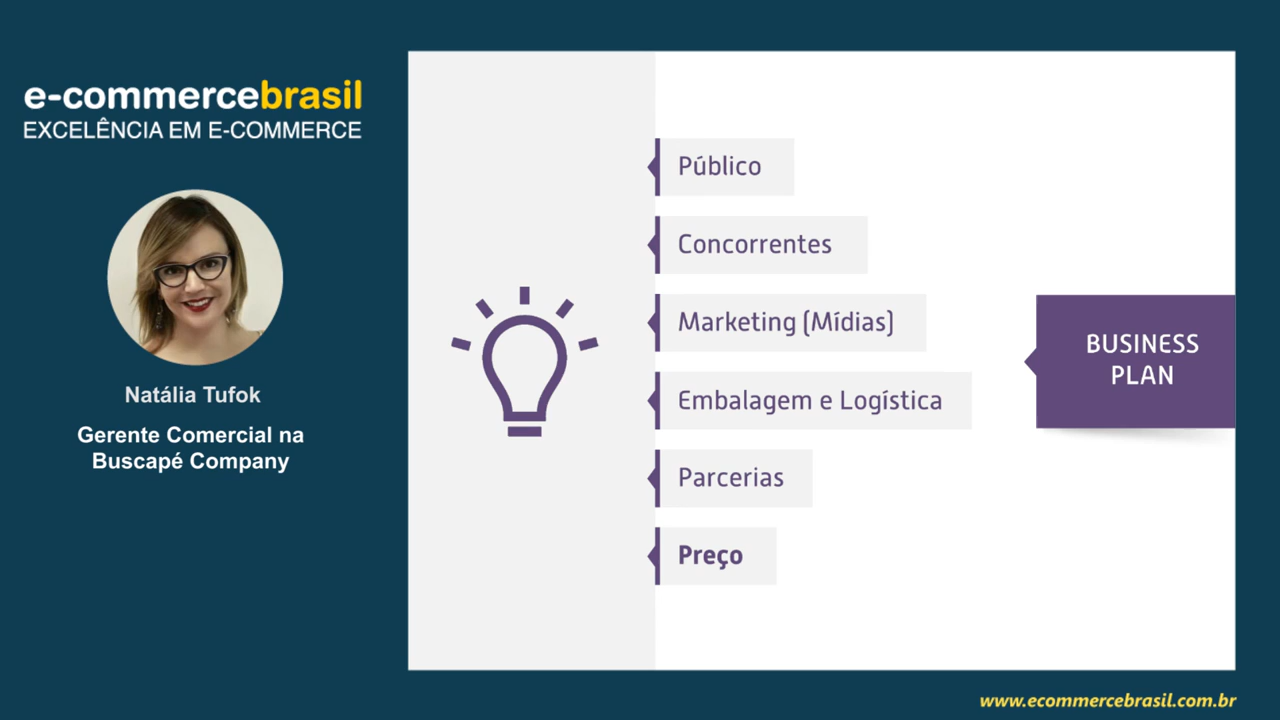 e-commercebrasil
EXCELÊNCIA EM E-COMMERCE
Natália Tufok
Gerente Comercial na
Buscapé Company
Público
Concorrentes
Marketing (Mídias)
Embalagem e Logística
Parcerias
Preço
BUSINESS
PLAN
www.ecommercebrasil.com.br